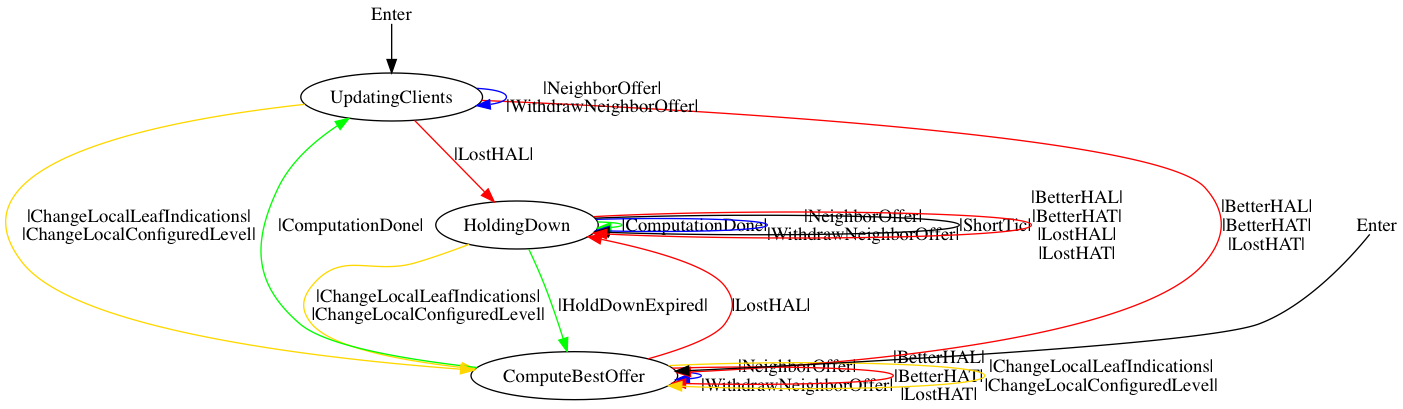 Enter
UpdatingClients
|NeighborOffer|
|WithdrawNeighborOffer|
|LostHAL|
|ChangeLocalLeafIndications|
|ChangeLocalConfiguredLevel|
|ComputationDone|
HoldingDown
|ComputationDone|
|NeighborOffer|
|WithdrawNeighborOffer|
|ShortTic|
|BetterHAL|
|BetterHAT|
|LostHAL|
|LostHAT|
|BetterHAL|
|BetterHAT|
|LostHAT|
Enter
|ChangeLocalLeafIndications|
|ChangeLocalConfiguredLevel|
|HoldDownExpired|
|LostHAL|
ComputeBestOffer
|NeighborOffer|
|WithdrawNeighborOffer|
|BetterHAL|
|BetterHAT|
|LostHAT|
|ChangeLocalLeafIndications|
|ChangeLocalConfiguredLevel|